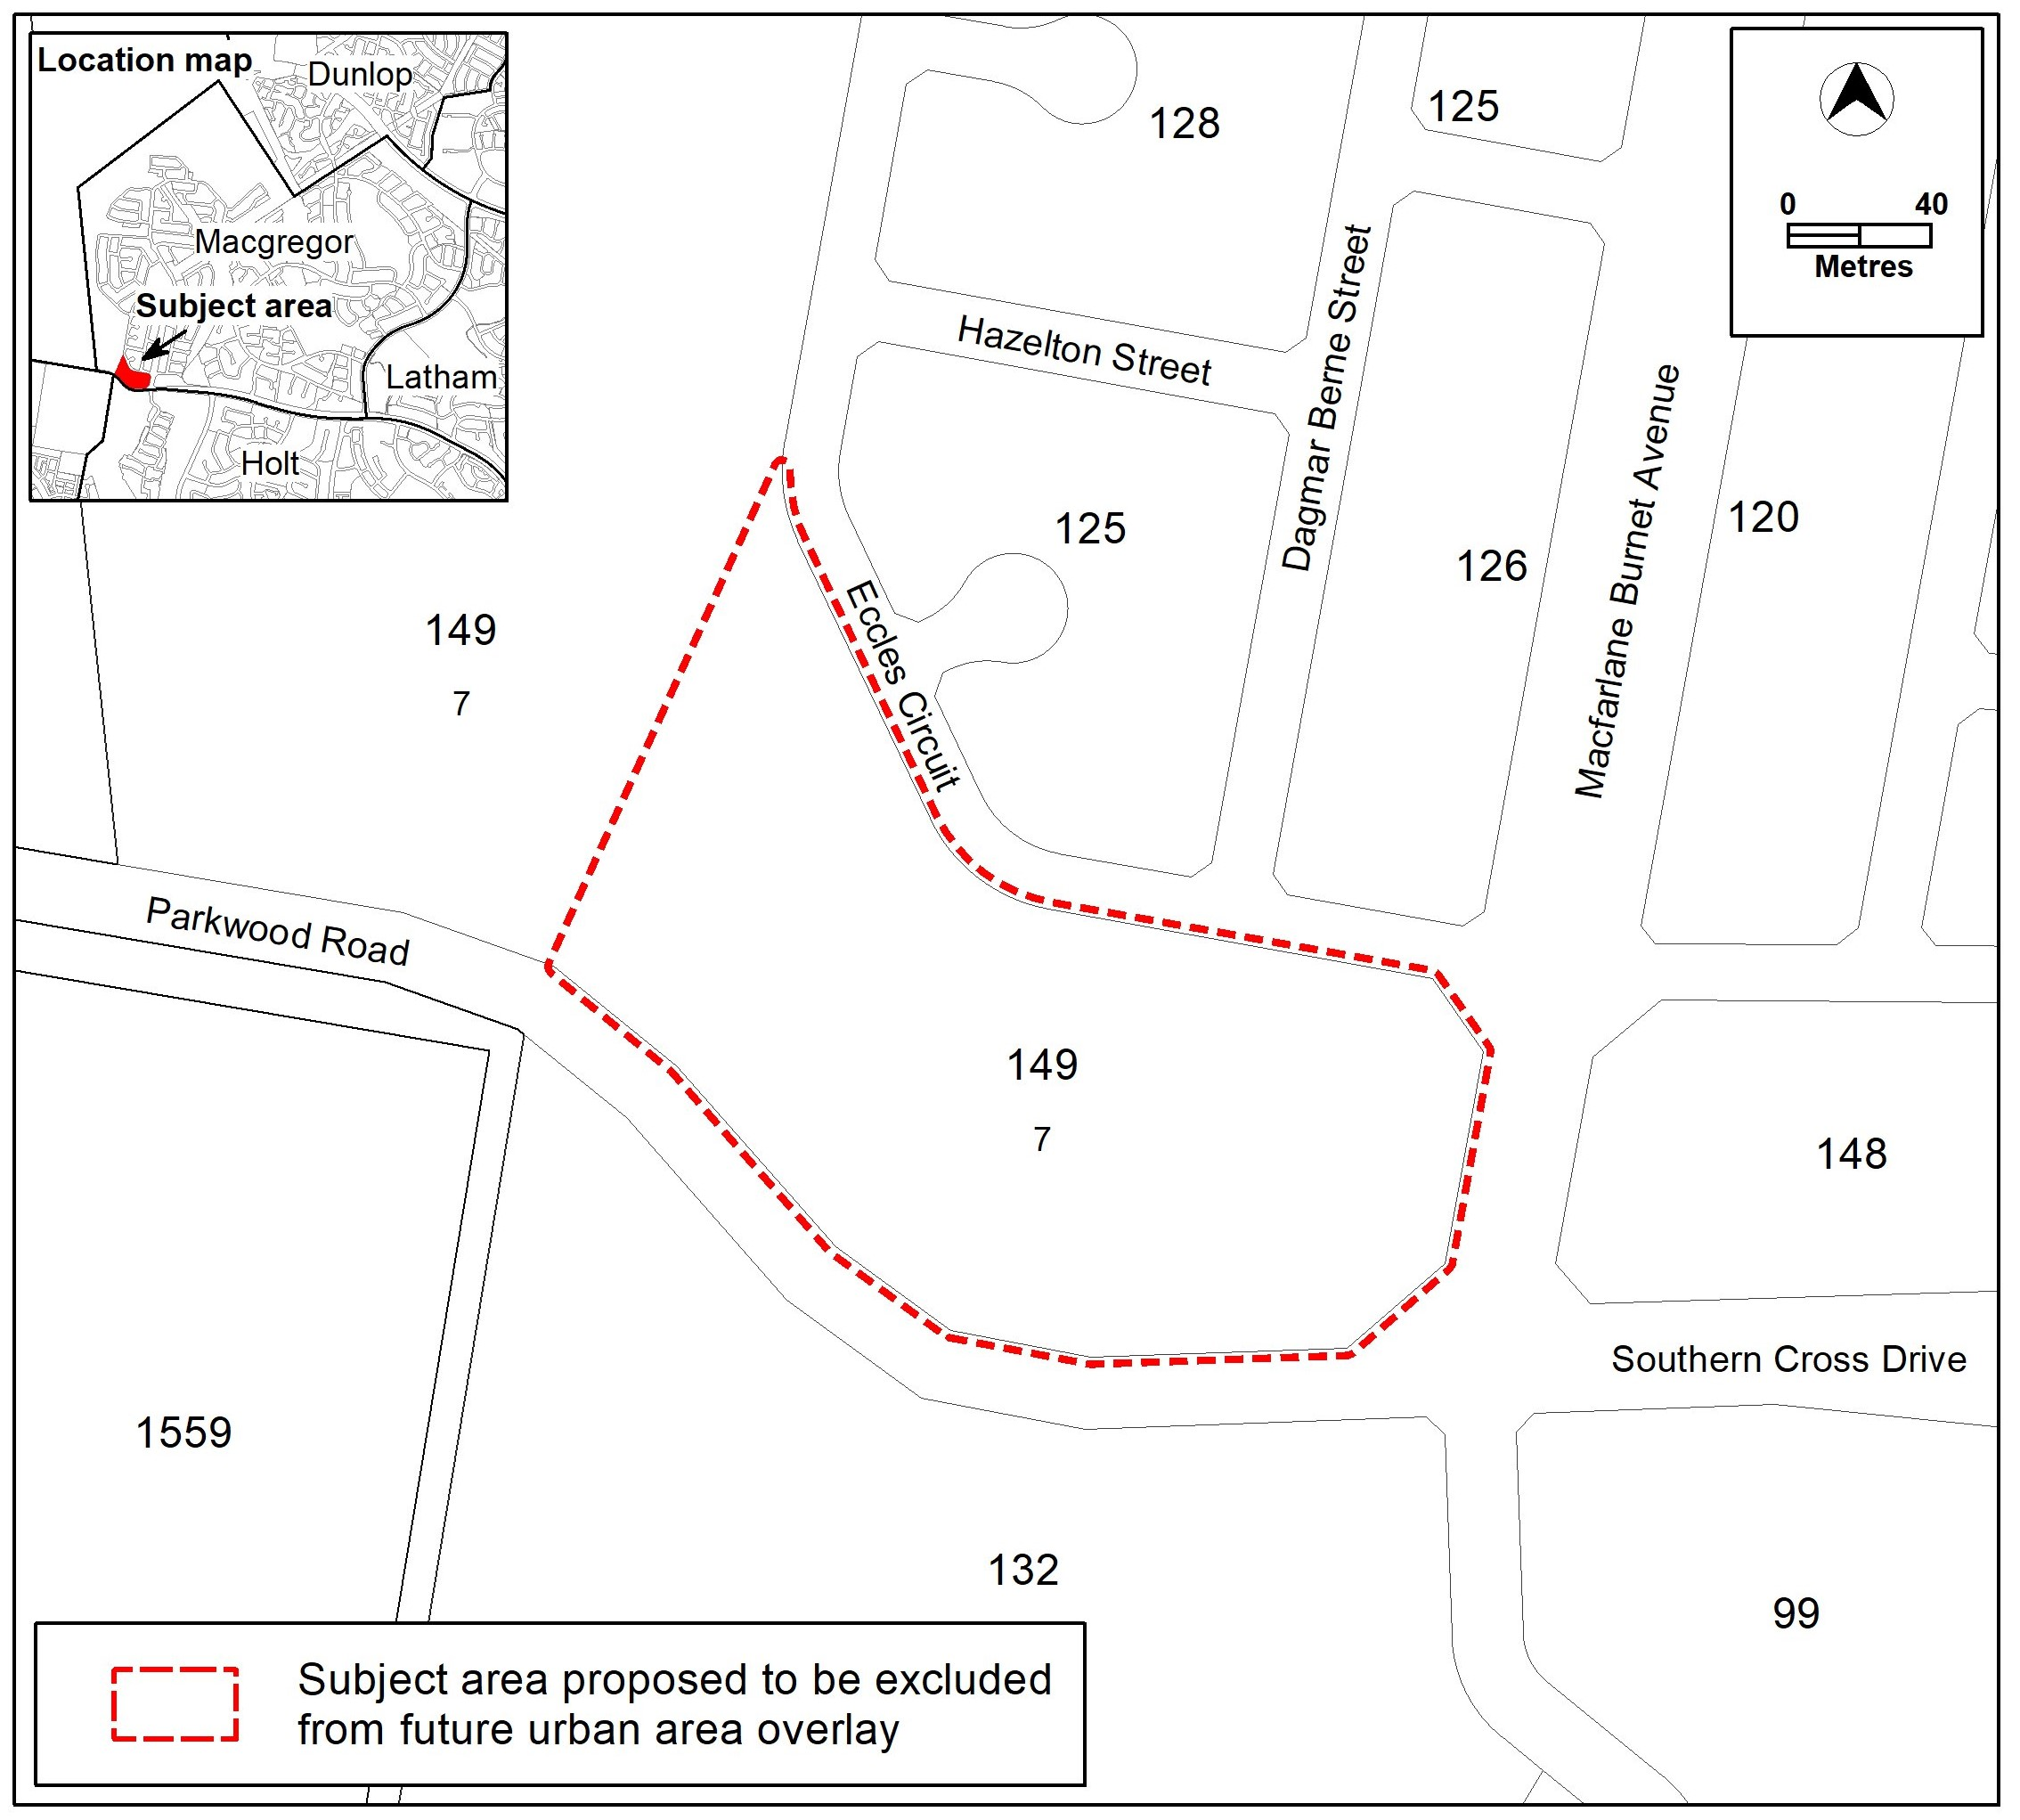 Location map
Dunlop
Macgregor
Subject area
Latham
Holt
128
125
0 40
Metres
Hazelton Street
Dagmar Berne Street
Macfarlane Burnet Avenue
120
125
126
Eccles Circuit
149
7
Parkwood Road
149
7
148
Southern Cross Drive
1559
132
99
Subject area proposed to be excluded
from future urban area overlay